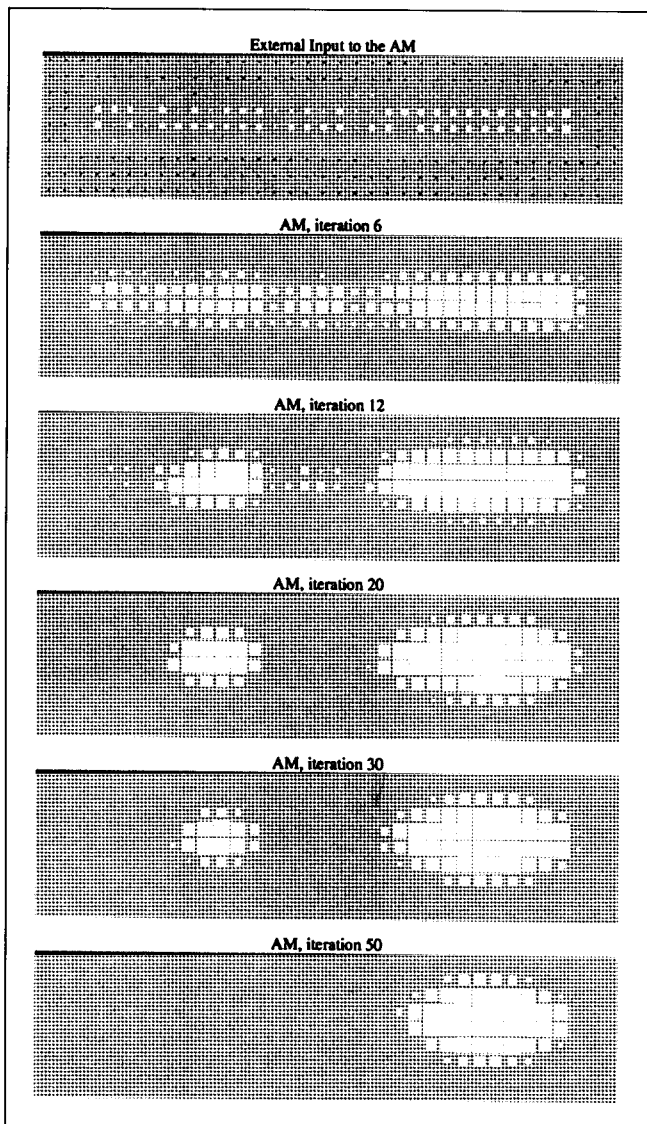 External Input to the AM
AM, iteration 6
AM, iteration 12
AM, iteration 20
AM, iteration 30
AM, iteration 50